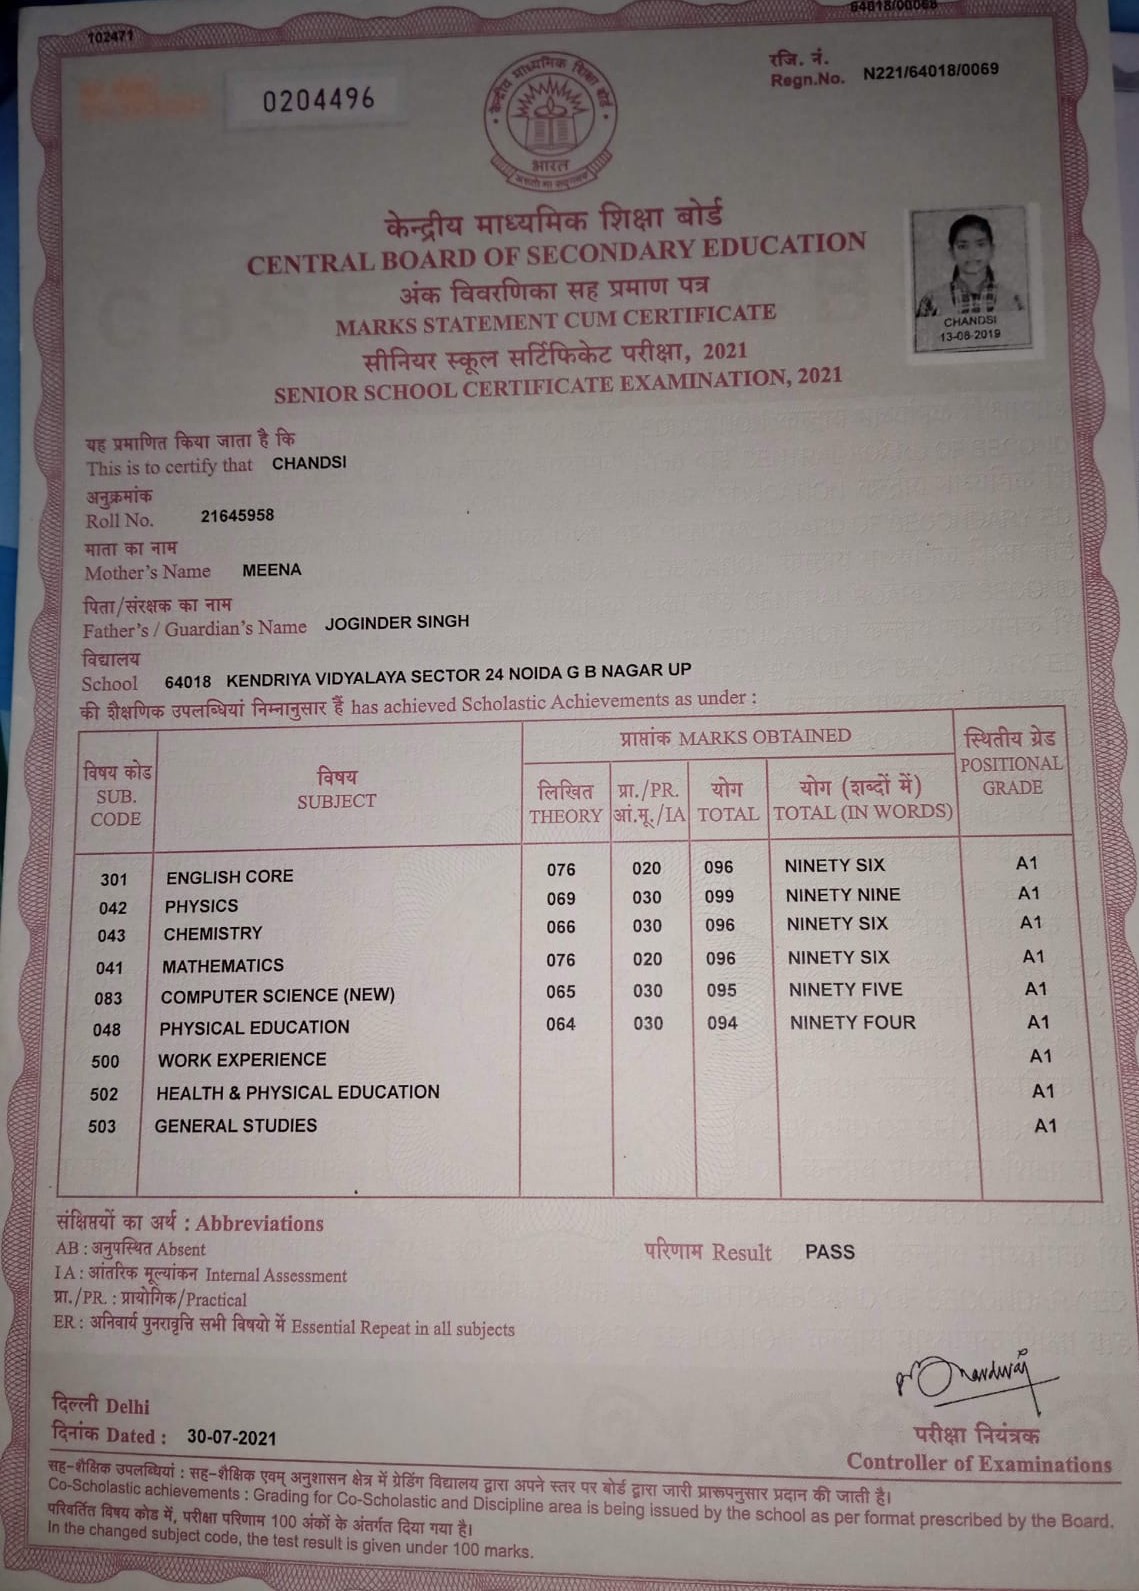 102471
64018/00068
0204496
रजि. नं.
Regn.No. N221/64018/0069
केन्द्रीय माध्यमिक शिक्षा बोर्ड
भारत
असतो मा सद्गमय
केन्द्रीय माध्यमिक शिक्षा बोर्ड
CENTRAL BOARD OF SECONDARY EDUCATION
अंक विवरणिका सह प्रमाण पत्र
MARKS STATEMENT CUM CERTIFICATE
सीनियर स्कूल सर्टिफिकेट परीक्षा, 2021
SENIOR SCHOOL CERTIFICATE EXAMINATION, 2021
CHANDSI
13-08-2019
यह प्रमाणित किया जाता है कि
This is to certify that CHANDSI
अनुक्रमांक
Roll No. 21645958
माता का नाम
Mother's Name MEENA
पिता/संरक्षक का नाम
Father's / Guardian's Name JOGINDER SINGH
विद्यालय
School 64018 KENDRIYA VIDYALAYA SECTOR 24 NOIDA G B NAGAR UP
की शैक्षणिक उपलब्धियां निम्नानुसार हैं has achieved Scholastic Achievements as under :
विषय कोड
SUB.
CODE
विषय
SUBJECT
प्राप्तांक MARKS OBTAINED
लिखित
THEORY
प्रा./PR.
आं.मू./IA
योग
TOTAL
योग (शब्दों में)
TOTAL (IN WORDS)
स्थितीय ग्रेड
POSITIONAL
GRADE
301 ENGLISH CORE 076 020 096 NINETY SIX A1
042 PHYSICS 069 030 099 NINETY NINE A1
043 CHEMISTRY 066 030 096 NINETY SIX A1
041 MATHEMATICS 076 020 096 NINETY SIX A1
083 COMPUTER SCIENCE (NEW) 065 030 095 NINETY FIVE A1
048 PHYSICAL EDUCATION 064 030 094 NINETY FOUR A1
500 WORK EXPERIENCE A1
502 HEALTH & PHYSICAL EDUCATION A1
503 GENERAL STUDIES A1
संक्षिप्तयों का अर्थ : Abbreviations
AB : अनुपस्थित Absent
IA : आंतरिक मूल्यांकन Internal Assessment
प्रा./PR. : प्रायोगिक/Practical
ER : अनिवार्य पुनरावृत्ति सभी विषयो में Essential Repeat in all subjects
परिणाम Result PASS
दिल्ली Delhi
दिनांक Dated : 30-07-2021
परीक्षा नियंत्रक
Controller of Examinations
सह-शैक्षिक उपलब्धियां : सह-शैक्षिक एवम् अनुशासन क्षेत्र में ग्रेडिंग विद्यालय द्वारा अपने स्तर पर बोर्ड द्वारा जारी प्रारूपनुसार प्रदान की जाती है।
Co-Scholastic achievements : Grading for Co-Scholastic and Discipline area is being issued by the school as per format prescribed by the Board.
परिवर्तित विषय कोड में, परीक्षा परिणाम 100 अंकों के अंतर्गत दिया गया है।
In the changed subject code, the test result is given under 100 marks.